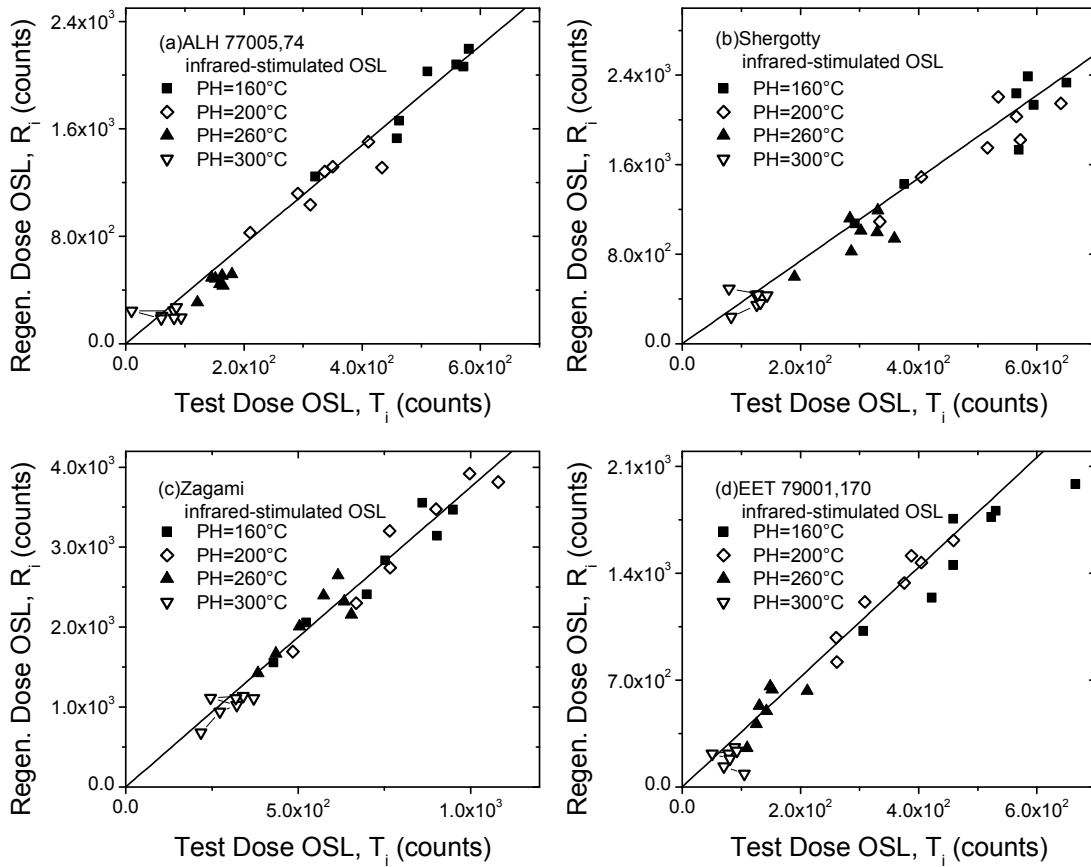 2.4x10³
1.6x10³
8.0x10²
0.0
Regen. Dose OSL, Rᵢ (counts)
(a)ALH 77005,74
infrared-stimulated OSL
PH=160°C
PH=200°C
PH=260°C
PH=300°C
0.0 2.0x10² 4.0x10² 6.0x10²
Test Dose OSL, Tᵢ (counts)
2.4x10³
1.6x10³
8.0x10²
0.0
Regen. Dose OSL, Rᵢ (counts)
(b)Shergotty
infrared-stimulated OSL
PH=160°C
PH=200°C
PH=260°C
PH=300°C
0.0 2.0x10² 4.0x10² 6.0x10²
Test Dose OSL, Tᵢ (counts)
4.0x10³
3.0x10³
2.0x10³
1.0x10³
0.0
Regen. Dose OSL, Rᵢ (counts)
(c)Zagami
infrared-stimulated OSL
PH=160°C
PH=200°C
PH=260°C
PH=300°C
0.0 5.0x10² 1.0x10³
Test Dose OSL, Tᵢ (counts)
2.1x10³
1.4x10³
7.0x10²
0.0
Regen. Dose OSL, Rᵢ (counts)
(d)EET 79001,170
infrared-stimulated OSL
PH=160°C
PH=200°C
PH=260°C
PH=300°C
0.0 2.0x10² 4.0x10² 6.0x10²
Test Dose OSL, Tᵢ (counts)